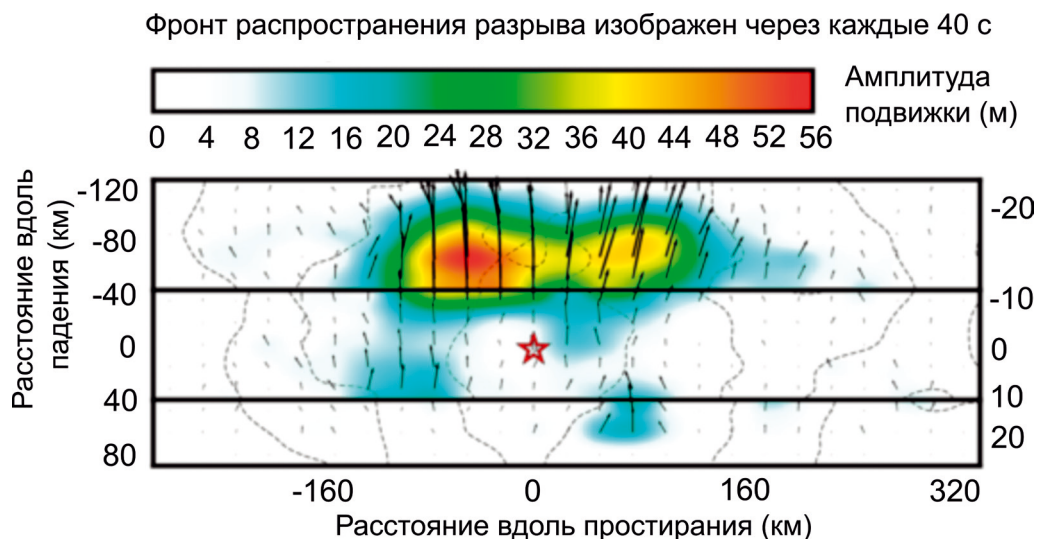 Фронт распространения разрыва изображен через каждые 40 с
Амплитуда
подвижки (м)
0 4 8 12 16 20 24 28 32 36 40 44 48 52 56
Расстояние вдоль
падения (км)
-120
-80
-40
0
40
80
-20
-10
0
10
20
-160 0 160 320
Расстояние вдоль простирания (км)